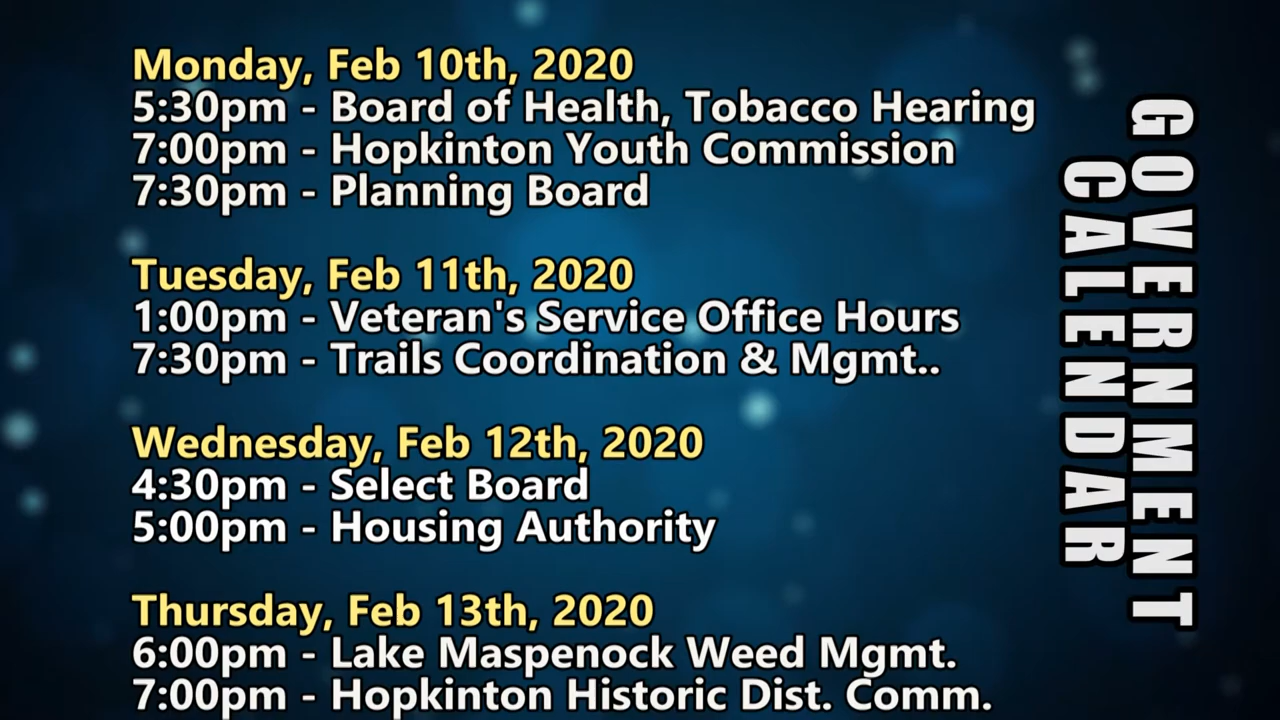 Monday, Feb 10th, 2020
5:30pm - Board of Health, Tobacco Hearing
7:00pm - Hopkinton Youth Commission
7:30pm - Planning Board
Tuesday, Feb 11th, 2020
1:00pm - Veteran's Service Office Hours
7:30pm - Trails Coordination & Mgmt..
Wednesday, Feb 12th, 2020
4:30pm - Select Board
5:00pm - Housing Authority
Thursday, Feb 13th, 2020
6:00pm - Lake Maspenock Weed Mgmt.
7:00pm - Hopkinton Historic Dist. Comm.
GOVERNMENT
CALENDAR